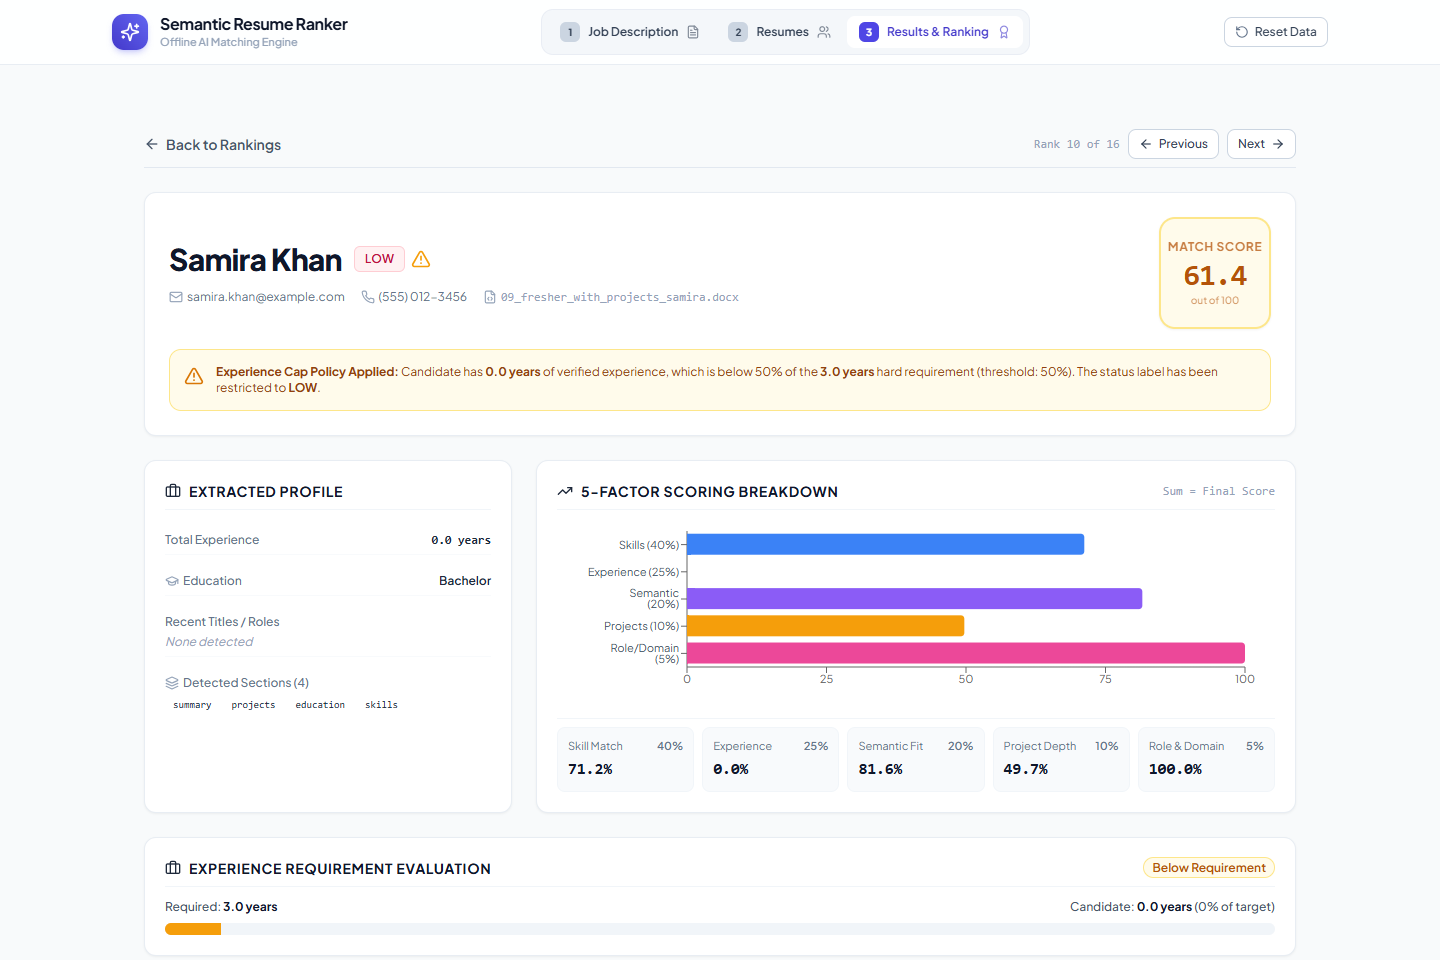 Semantic Resume Ranker
Offline AI Matching Engine
1 Job Description
2 Resumes
3 Results & Ranking
Reset Data
Back to Rankings
Rank 10 of 16
Previous
Next
Samira Khan
LOW
samira.khan@example.com
(555) 012-3456
09_fresher_with_projects_samira.docx
MATCH SCORE
61.4
out of 100
Experience Cap Policy Applied: Candidate has 0.0 years of verified experience, which is below 50% of the 3.0 years hard requirement (threshold: 50%). The status label has been
restricted to LOW.
EXTRACTED PROFILE
Total Experience 0.0 years
Education Bachelor
Recent Titles / Roles
None detected
Detected Sections (4)
summary projects education skills
5-FACTOR SCORING BREAKDOWN
Sum = Final Score
Skills (40%)
Experience (25%)
Semantic
(20%)
Projects (10%)
Role/Domain
(5%)
0 25 50 75 100
Skill Match 40%
71.2%
Experience 25%
0.0%
Semantic Fit 20%
81.6%
Project Depth 10%
49.7%
Role & Domain 5%
100.0%
EXPERIENCE REQUIREMENT EVALUATION
Below Requirement
Required: 3.0 years
Candidate: 0.0 years (0% of target)